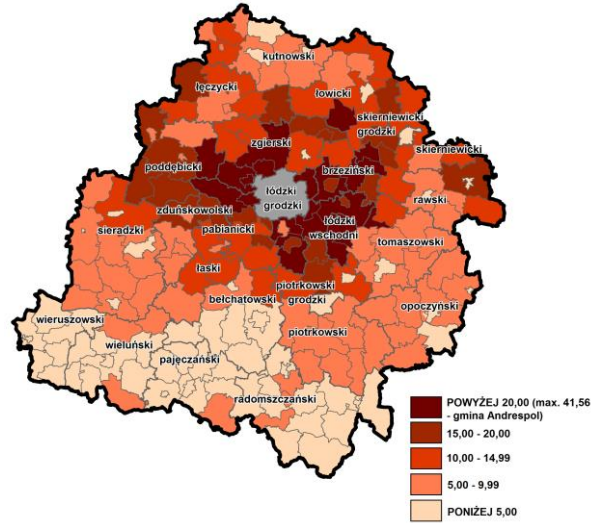 kutnowski
łęczycki
łowicki
skierniewicki
grodzki
skierniewicki
zgierski
brzeziński
poddębicki
łódzki
grodzki
rawski
zduńskowolski
sieradzki
pabianicki
łódzki
wschodni
tomaszowski
łaski
piotrkowski
grodzki
bełchatowski
opoczyński
wieruszowski
piotrkowski
wieluński
pajęczański
radomszczański
POWYŻEJ 20,00 (max. 41,56
- gmina Andrespol)
15,00 - 20,00
10,00 - 14,99
5,00 - 9,99
PONIŻEJ 5,00